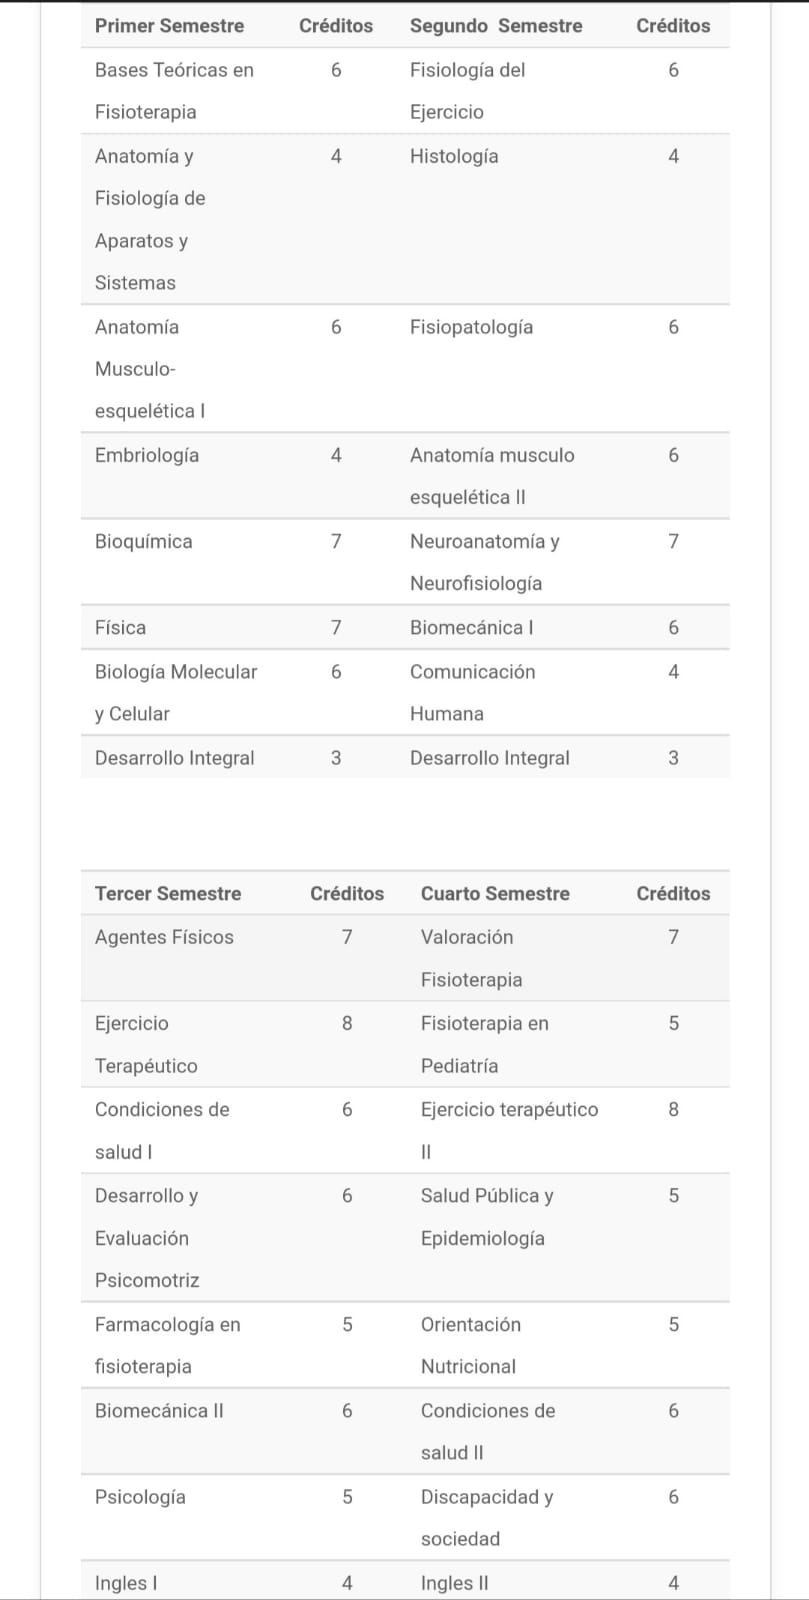 Primer Semestre Créditos Segundo Semestre Créditos
Bases Teóricas en 6 Fisiología del 6
Fisioterapia Ejercicio
Anatomía y 4 Histología 4
Fisiología de
Aparatos y
Sistemas
Anatomía 6 Fisiopatología 6
Musculo-
esquelética I
Embriología 4 Anatomía musculo 6
esquelética II
Bioquímica 7 Neuroanatomía y 7
Neurofisiología
Física 7 Biomecánica I 6
Biología Molecular 6 Comunicación 4
y Celular Humana
Desarrollo Integral 3 Desarrollo Integral 3
Tercer Semestre Créditos Cuarto Semestre Créditos
Agentes Físicos 7 Valoración 7
Fisioterapia
Ejercicio 8 Fisioterapia en 5
Terapéutico Pediatría
Condiciones de 6 Ejercicio terapéutico 8
salud I II
Desarrollo y 6 Salud Pública y 5
Evaluación Epidemiología
Psicomotriz
Farmacología en 5 Orientación 5
fisioterapia Nutricional
Biomecánica II 6 Condiciones de 6
salud II
Psicología 5 Discapacidad y 6
sociedad
Ingles I 4 Ingles II 4